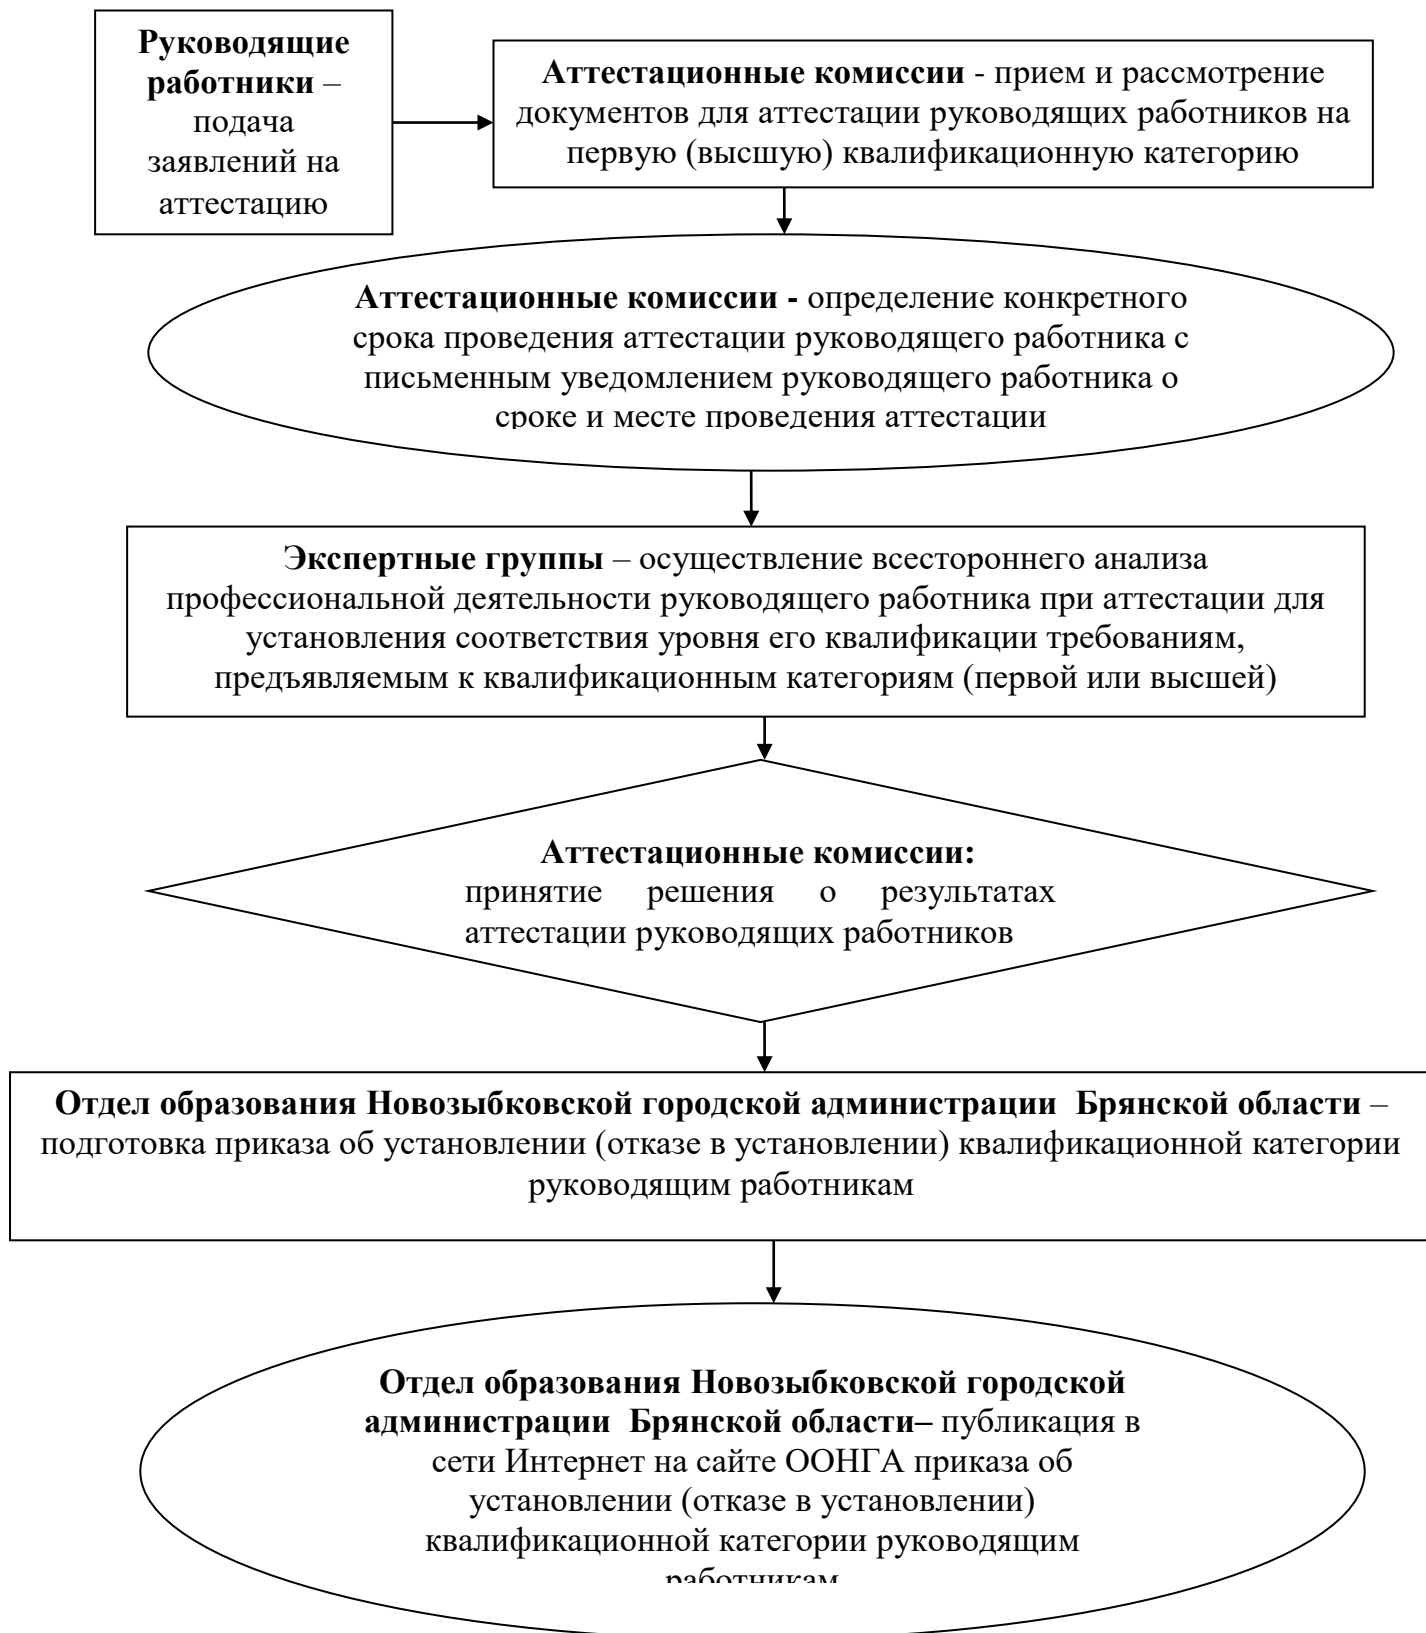 Руководящие
работники –
подача
заявлений на
аттестацию
Аттестационные комиссии - прием и рассмотрение
документов для аттестации руководящих работников на
первую (высшую) квалификационную категорию
Аттестационные комиссии - определение конкретного
срока проведения аттестации руководящего работника с
письменным уведомлением руководящего работника о
сроке и месте проведения аттестации
Экспертные группы – осуществление всестороннего анализа
профессиональной деятельности руководящего работника при аттестации для
установления соответствия уровня его квалификации требованиям,
предъявляемым к квалификационным категориям (первой или высшей)
Аттестационные комиссии:
принятие решения о результатах
аттестации руководящих работников
Отдел образования Новозыбковской городской администрации Брянской области –
подготовка приказа об установлении (отказе в установлении) квалификационной категории
руководящим работникам
Отдел образования Новозыбковской городской
администрации Брянской области– публикация в
сети Интернет на сайте ООНГА приказа об
установлении (отказе в установлении)
квалификационной категории руководящим
работникам